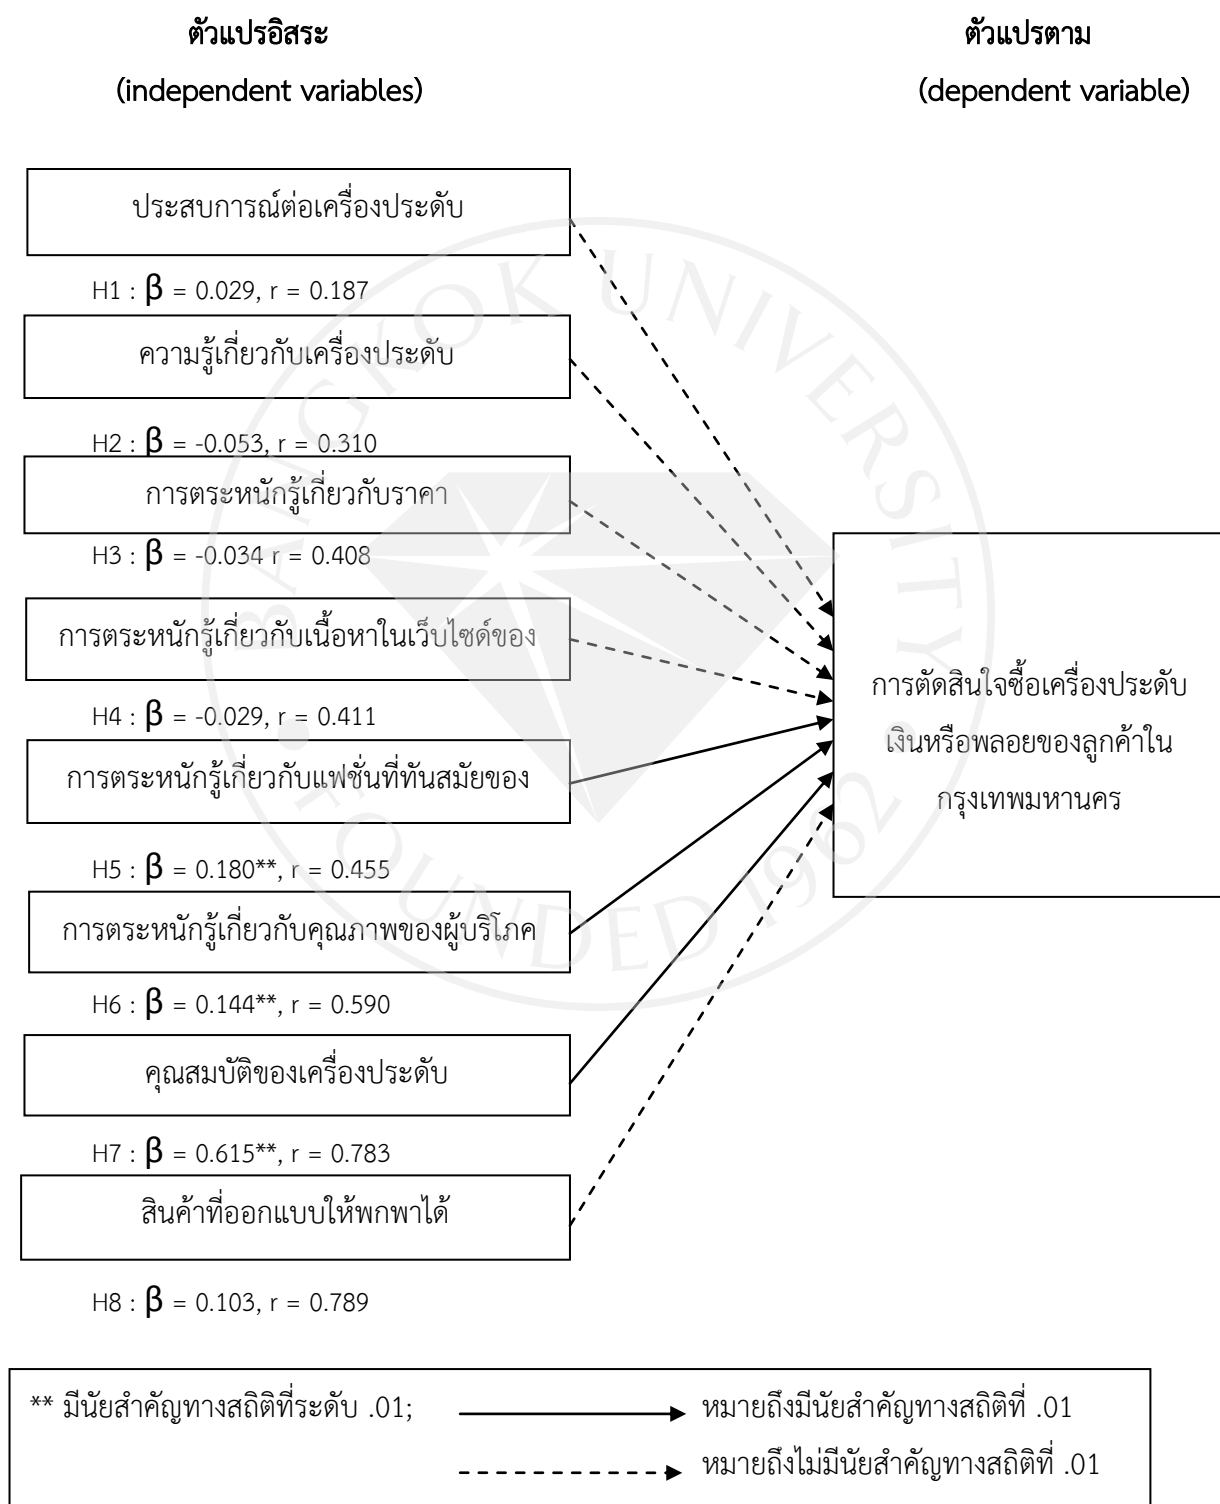 ตัวแปรอิสระ
(independent variables)
ตัวแปรตาม
(dependent variable)
ประสบการณ์ต่อเครื่องประดับ
H1 : β = 0.029, r = 0.187
ความรู้เกี่ยวกับเครื่องประดับ
H2 : β = -0.053, r = 0.310
การตระหนักรู้เกี่ยวกับราคา
H3 : β = -0.034 r = 0.408
การตระหนักรู้เกี่ยวกับเนื้อหาในเว็บไซด์ของ
H4 : β = -0.029, r = 0.411
การตระหนักรู้เกี่ยวกับแฟชั่นที่ทันสมัยของ
H5 : β = 0.180**, r = 0.455
การตระหนักรู้เกี่ยวกับคุณภาพของผู้บริโภค
H6 : β = 0.144**, r = 0.590
คุณสมบัติของเครื่องประดับ
H7 : β = 0.615**, r = 0.783
สินค้าที่ออกแบบให้พกพาได้
H8 : β = 0.103, r = 0.789
การตัดสินใจซื้อเครื่องประดับ
เงินหรือพลอยของลูกค้าใน
กรุงเทพมหานคร
** มีนัยสำคัญทางสถิติที่ระดับ .01;
หมายถึงมีนัยสำคัญทางสถิติที่ .01
หมายถึงไม่มีนัยสำคัญทางสถิติที่ .01
BANGKOK UNIVERSITY
FOUNDED 1962